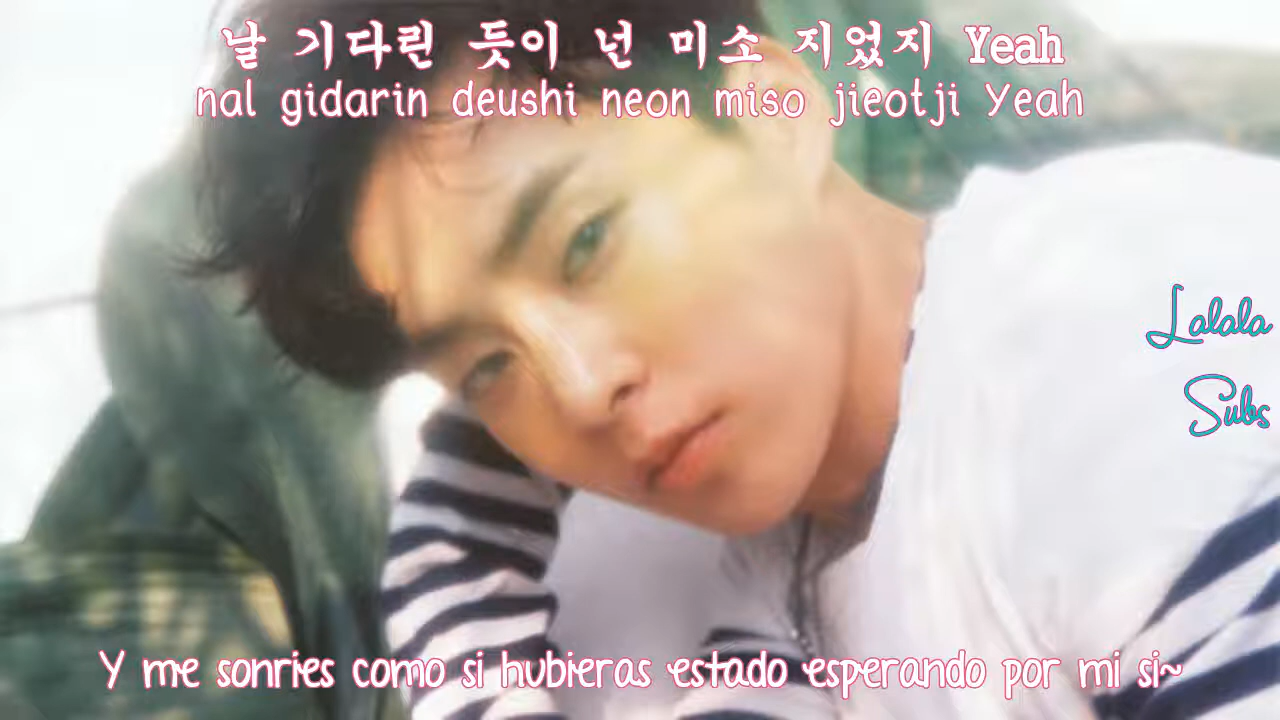 날 기다린 듯이 넌 미소 지었지 Yeah
nal gidarin deushi neon miso jieotji Yeah
Lalala
Subs
Y me sonries como si hubieras estado esperando por mi si~